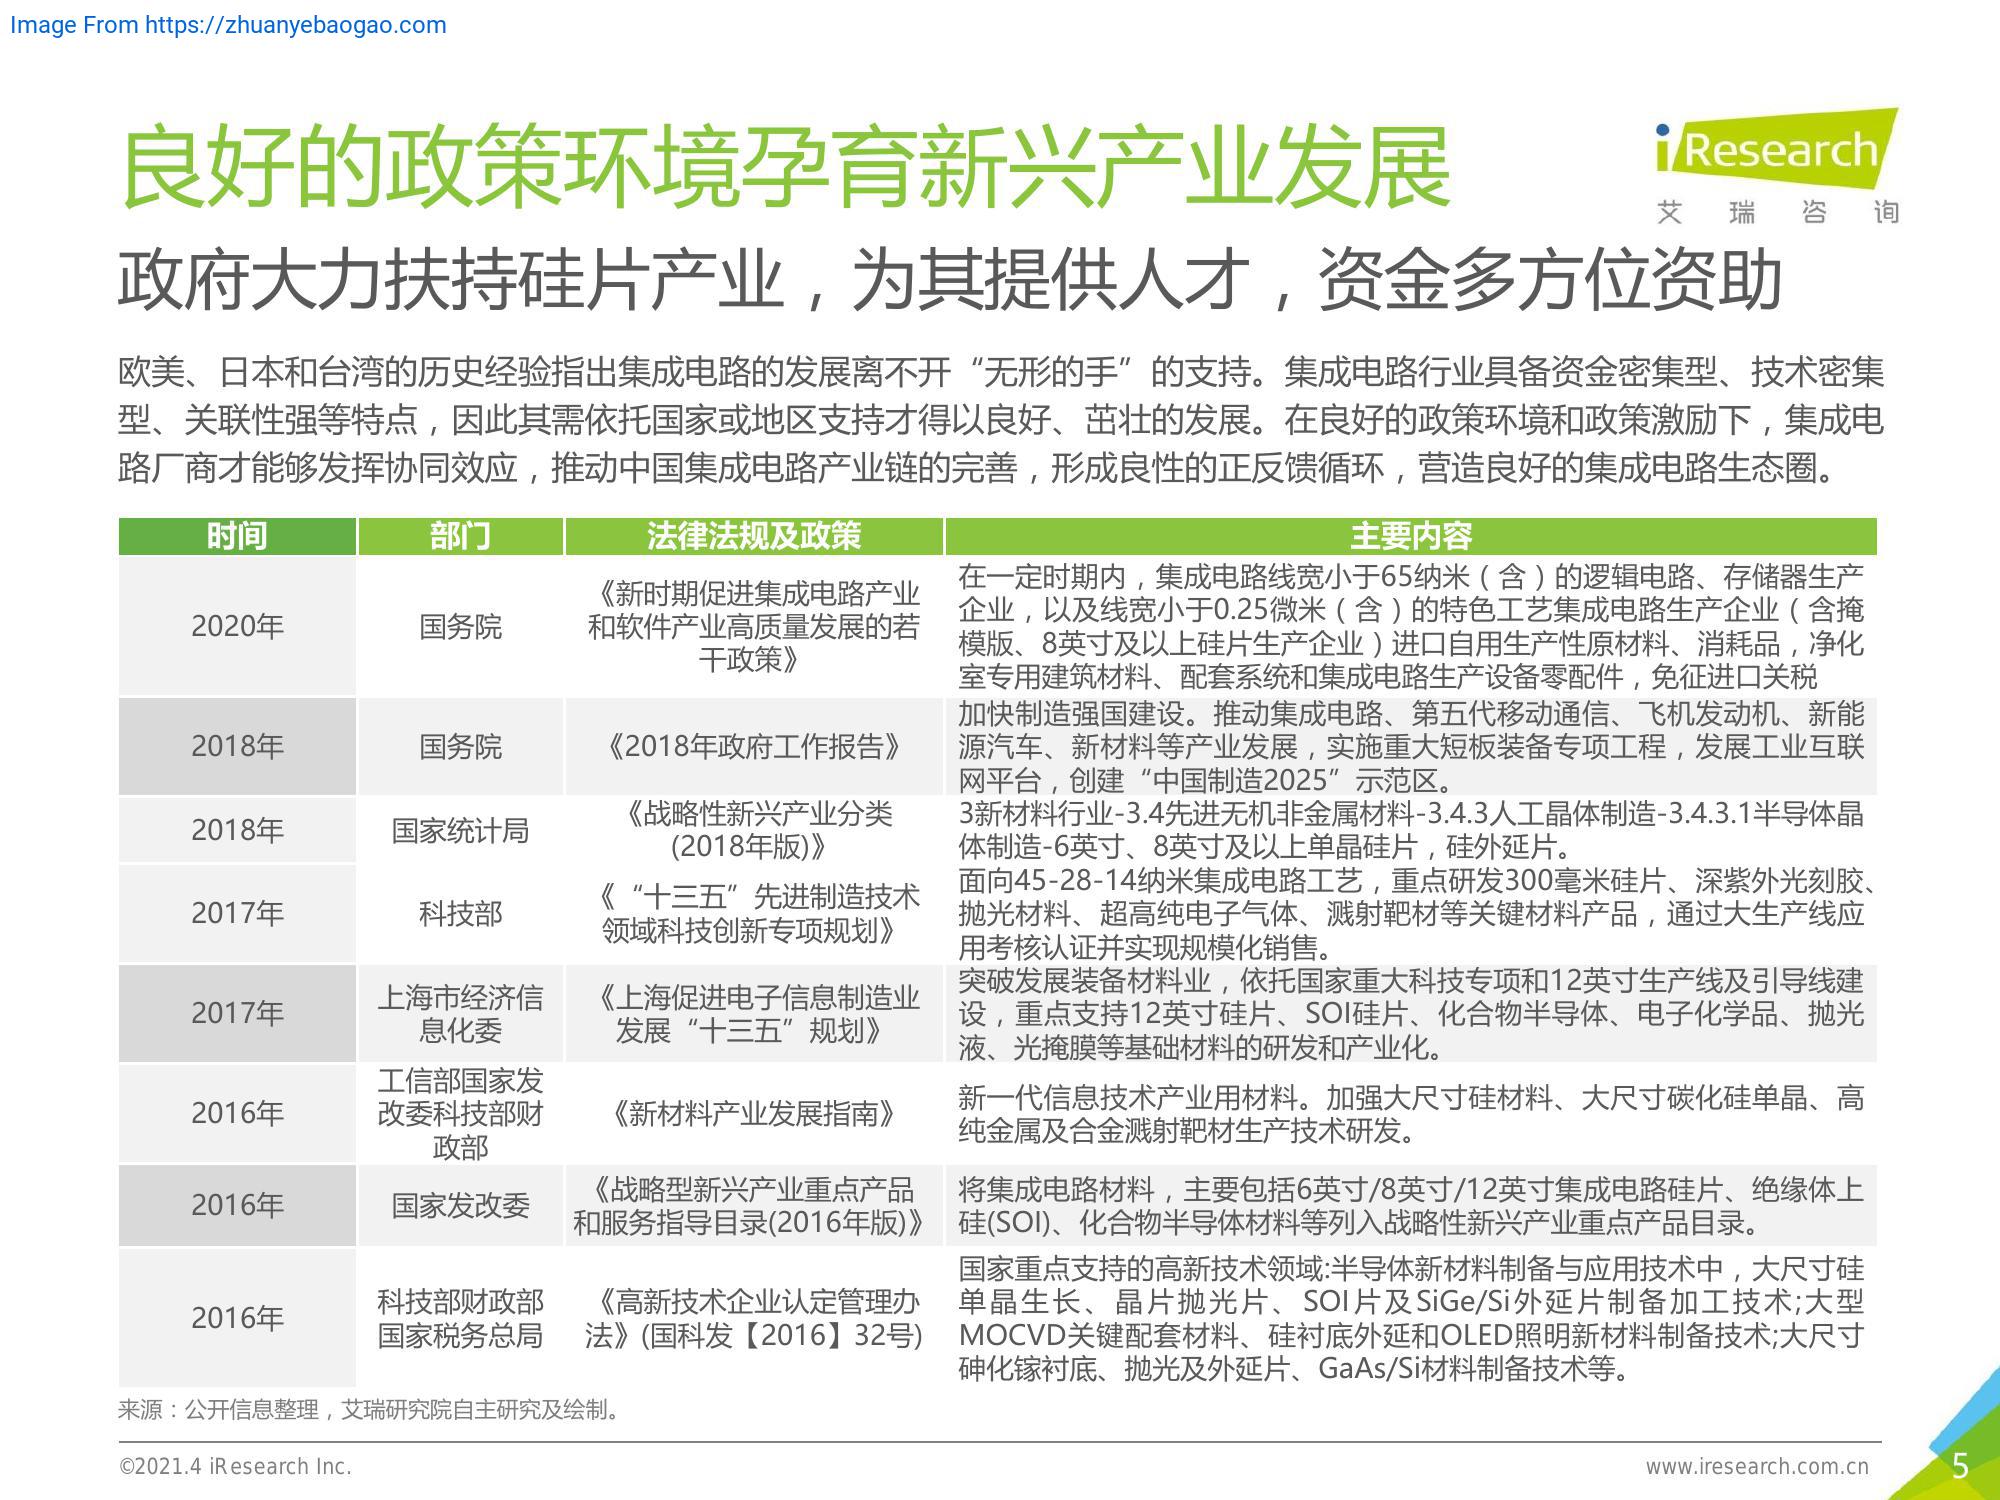 Image From https://zhuanyebaogao.com
良好的政策环境孕育新兴产业发展
iResearch
艾瑞咨询
政府大力扶持硅片产业，为其提供人才，资金多方位资助
欧美、日本和台湾的历史经验指出集成电路的发展离不开“无形的手”的支持。集成电路行业具备资金密集型、技术密集
型、关联性强等特点，因此其需依托国家或地区支持才得以良好、茁壮的发展。在良好的政策环境和政策激励下，集成电
路厂商才能够发挥协同效应，推动中国集成电路产业链的完善，形成良性的正反馈循环，营造良好的集成电路生态圈。
时间 部门 法律法规及政策 主要内容
2020年
国务院
《新时期促进集成电路产业
和软件产业高质量发展的若
干政策》
在一定时期内，集成电路线宽小于65纳米（含）的逻辑电路、存储器生产
企业，以及线宽小于0.25微米（含）的特色工艺集成电路生产企业（含掩
模版、8英寸及以上硅片生产企业）进口自用生产性原材料、消耗品，净化
室专用建筑材料、配套系统和集成电路生产设备零配件，免征进口关税
2018年
国务院
《2018年政府工作报告》
加快制造强国建设。推动集成电路、第五代移动通信、飞机发动机、新能
源汽车、新材料等产业发展，实施重大短板装备专项工程，发展工业互联
网平台，创建“中国制造2025”示范区。
2018年
国家统计局
《战略性新兴产业分类
(2018年版)》
3新材料行业-3.4先进无机非金属材料-3.4.3人工晶体制造-3.4.3.1半导体晶
体制造-6英寸、8英寸及以上单晶硅片，硅外延片。
2017年
科技部
《“十三五”先进制造技术
领域科技创新专项规划》
面向45-28-14纳米集成电路工艺，重点研发300毫米硅片、深紫外光刻胶、
抛光材料、超高纯电子气体、溅射靶材等关键材料产品，通过大生产线应
用考核认证并实现规模化销售。
2017年
上海市经济信
息化委
《上海促进电子信息制造业
发展“十三五”规划》
突破发展装备材料业，依托国家重大科技专项和12英寸生产线及引导线建
设，重点支持12英寸硅片、SOI硅片、化合物半导体、电子化学品、抛光
液、光掩膜等基础材料的研发和产业化。
2016年
工信部国家发
改委科技部财
政部
《新材料产业发展指南》
新一代信息技术产业用材料。加强大尺寸硅材料、大尺寸碳化硅单晶、高
纯金属及合金溅射靶材生产技术研发。
2016年
国家发改委
《战略型新兴产业重点产品
和服务指导目录(2016年版)》
将集成电路材料，主要包括6英寸/8英寸/12英寸集成电路硅片、绝缘体上
硅(SOI)、化合物半导体材料等列入战略性新兴产业重点产品目录。
2016年
科技部财政部
国家税务总局
《高新技术企业认定管理办
法》(国科发【2016】32号)
国家重点支持的高新技术领域:半导体新材料制备与应用技术中，大尺寸硅
单晶生长、晶片抛光片、SOI片及SiGe/Si外延片制备加工技术;大型
MOCVD关键配套材料、硅衬底外延和OLED照明新材料制备技术;大尺寸
砷化镓衬底、抛光及外延片、GaAs/Si材料制备技术等。
来源：公开信息整理，艾瑞研究院自主研究及绘制。
©2021.4 iResearch Inc.
www.iresearch.com.cn
5